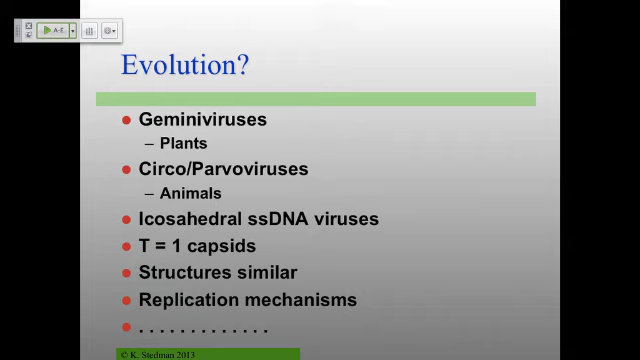 A-Z
Evolution?
● Geminiviruses
– Plants
● Circo/Parvoviruses
– Animals
● Icosahedral ssDNA viruses
● T = 1 capsids
● Structures similar
● Replication mechanisms
● . . . . . . . . . . . . .
© K. Stedman 2013